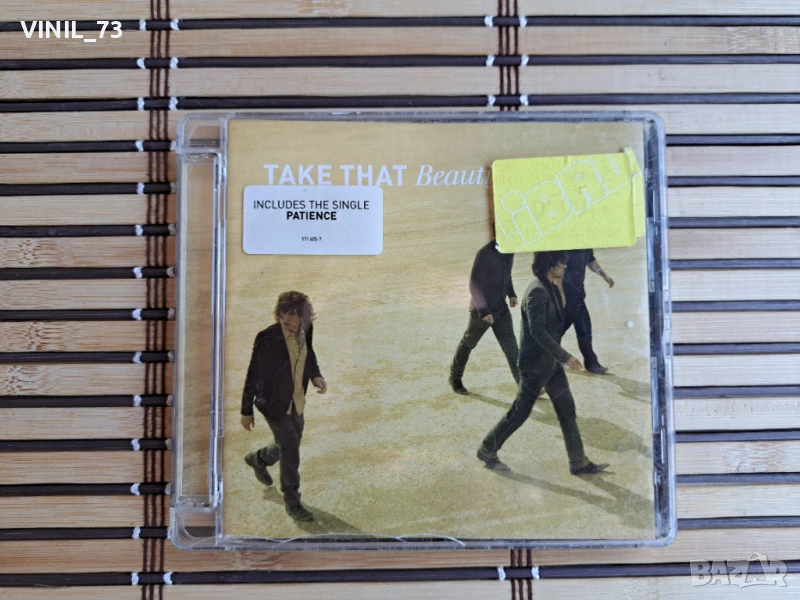 VINIL_73
TAKE THAT Beaut
INCLUDES THE SINGLE
PATIENCE
BAZAR